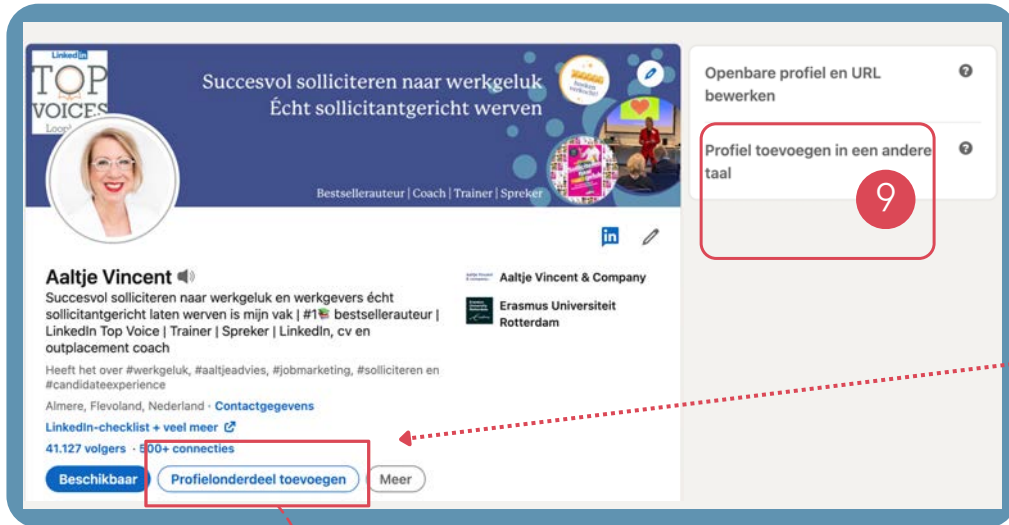 Linked in
TOP
VOICES
Succesvol solliciteren naar werkgeluk
Écht sollicitantgericht werven
Bestsellerauteur | Coach | Trainer | Spreker
Openbare profiel en URL
bewerken
Profiel toevoegen in een andere
taal
9
in
Aaltje Vincent
Succesvol solliciteren naar werkgeluk en werkgevers écht
sollicitantgericht laten werven is mijn vak | #1 bestsellerauteur |
LinkedIn Top Voice | Trainer | Spreker | LinkedIn, cv en
outplacement coach
Heeft het over #werkgeluk, #aaltjeadvies, #jobmarketing, #solliciteren en
#candidateexperience
Almere, Flevoland, Nederland · Contactgegevens
LinkedIn-checklist + veel meer
41.127 volgers · 500+ connecties
Beschikbaar
Profielonderdeel toevoegen
Meer
Aaltje Vincent & Company
Erasmus Universiteit
Rotterdam